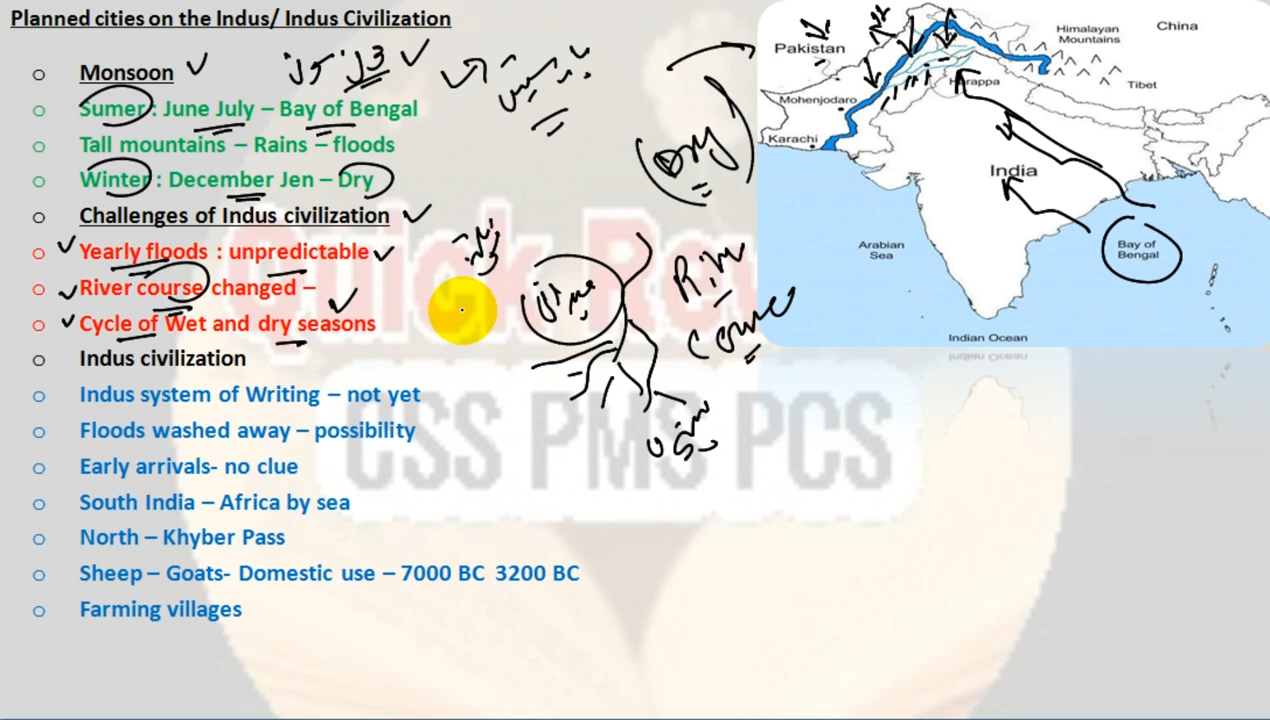 Planned cities on the Indus/ Indus Civilization
Monsoon
Sumer : June July – Bay of Bengal
Tall mountains – Rains – floods
Winter : December Jen – Dry
Challenges of Indus civilization
Yearly floods : unpredictable
River course changed –
Cycle of Wet and dry seasons
Indus civilization
Indus system of Writing – not yet
Floods washed away – possibility
Early arrivals- no clue
South India – Africa by sea
North – Khyber Pass
Sheep – Goats- Domestic use – 7000 BC 3200 BC
Farming villages
Dry
River
Course
China
Himalayan
Mountains
Pakistan
Tibet
Harappa
Mohenjodaro
Karachi
India
Arabian
Sea
Bay of
Bengal
Indian Ocean
Quick Rev
CSS PMS PCS